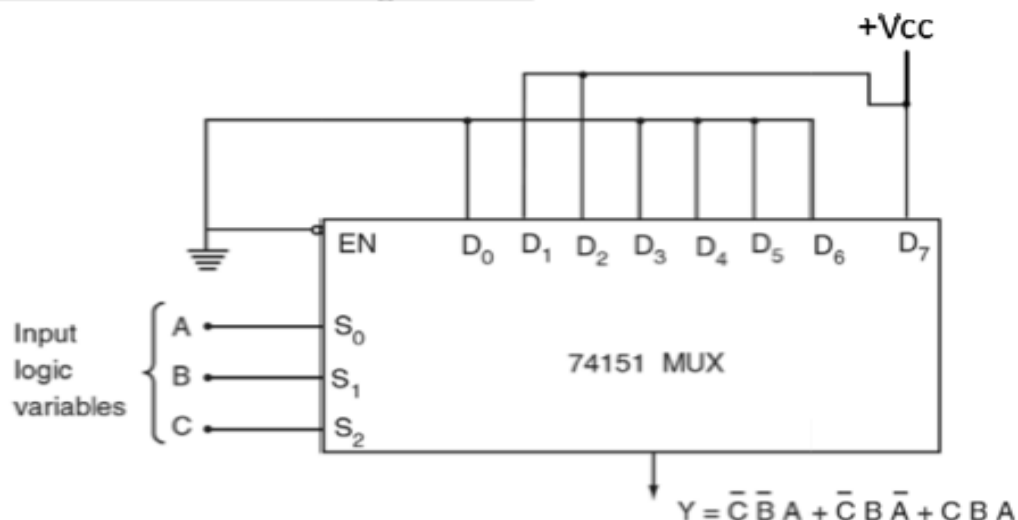 +Vcc
EN D₀ D₁ D₂ D₃ D₄ D₅ D₆ D₇
Input
logic
variables
A S₀
B S₁
C S₂
74151 MUX
Y = C̅ B̅ A + C̅ B A̅ + C B A